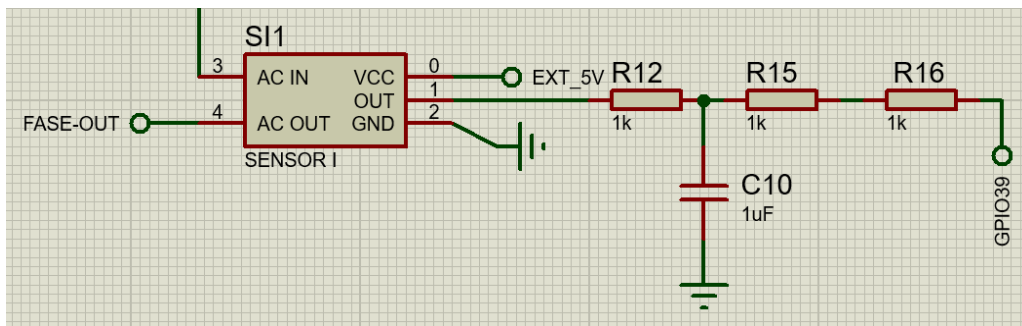 SI1
3
AC IN
VCC
0
EXT_5V
R12
R15
R16
OUT
1
1k
1k
1k
FASE-OUT
4
AC OUT
GND
2
SENSOR I
C10
1uF
GPIO39